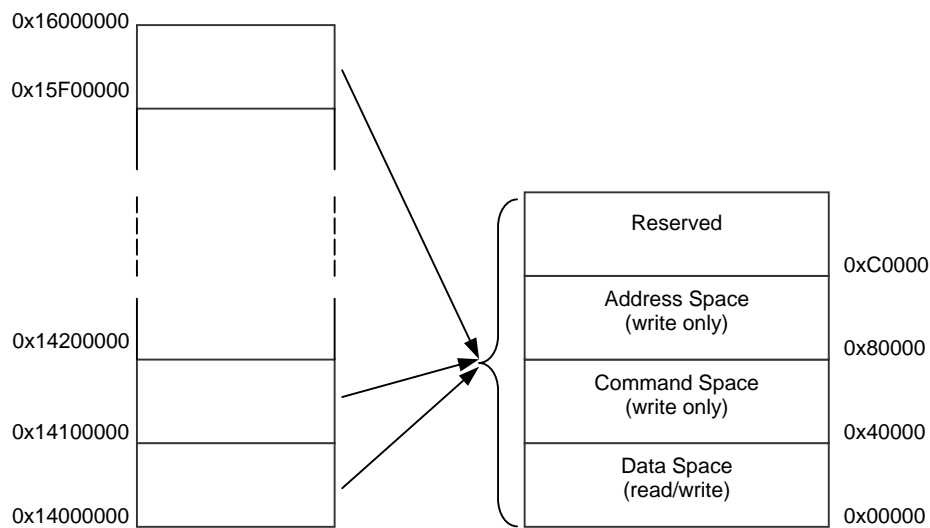 0x16000000
0x15F00000
0x14200000
0x14100000
0x14000000
Reserved
0xC0000
Address Space
(write only)
0x80000
Command Space
(write only)
0x40000
Data Space
(read/write)
0x00000